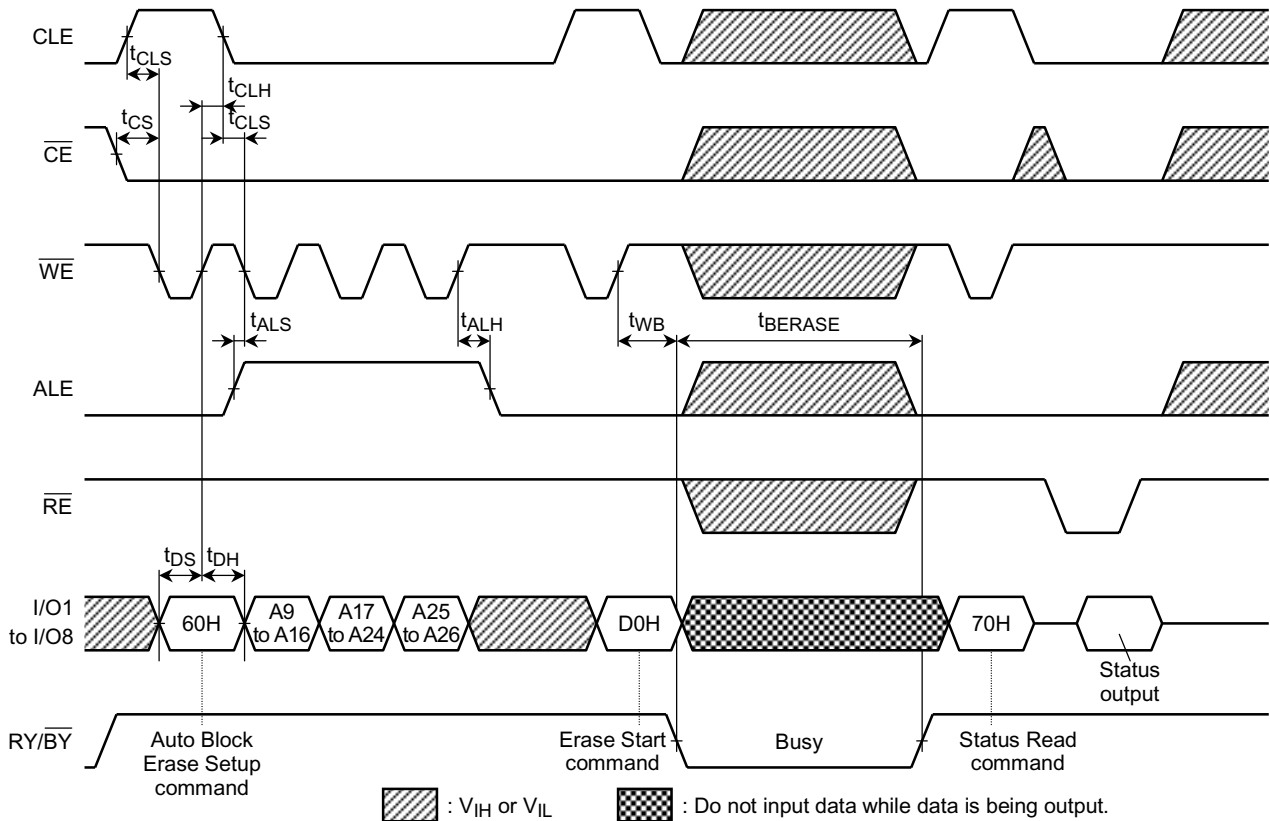 CLE
tCLS
tCLH
tCS
tCLS
CE
WE
tALS
tALH
tWB
tBERASE
ALE
RE
tDS
tDH
I/O1
to I/O8
60H
A9
to A16
A17
to A24
A25
to A26
D0H
70H
Status
output
RY/BY
Auto Block
Erase Setup
command
Erase Start
command
Busy
Status Read
command
: VIH or VIL
: Do not input data while data is being output.